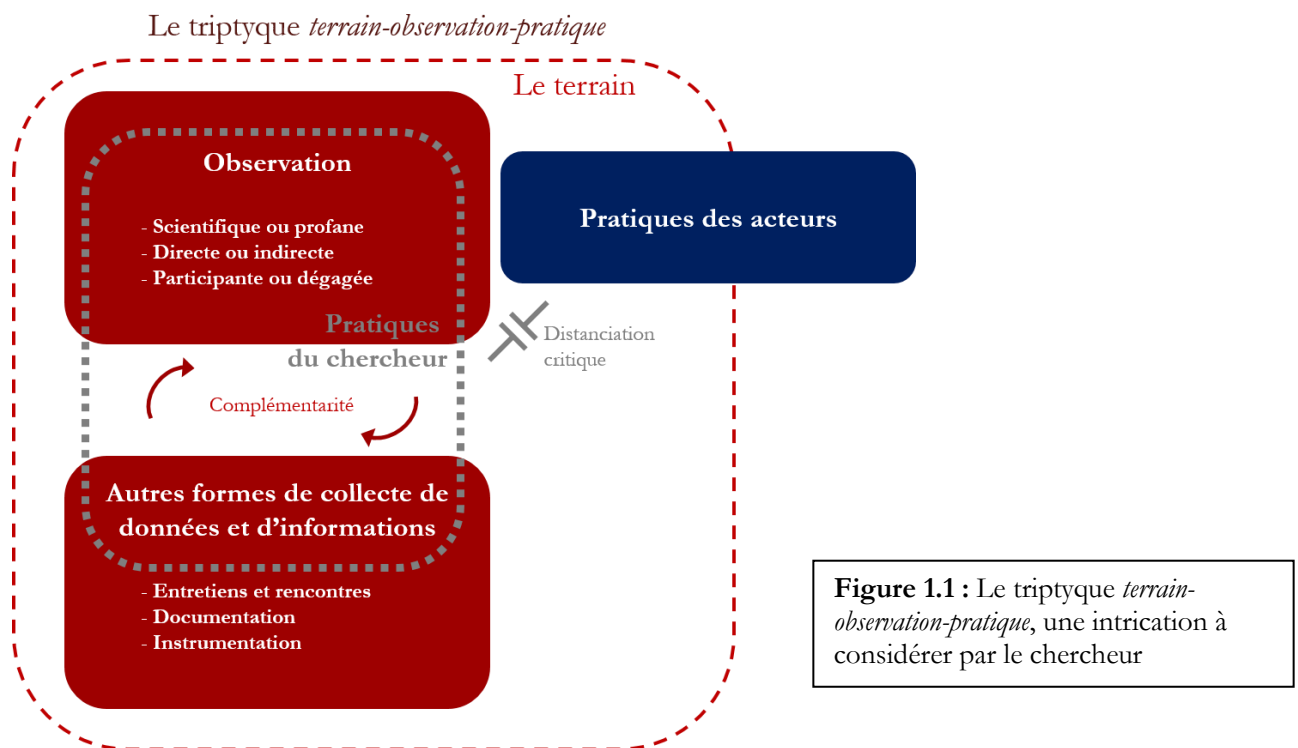 Le triptyque terrain-observation-pratique
Le terrain
Observation
- Scientifique ou profane
- Directe ou indirecte
- Participante ou dégagée
Pratiques des acteurs
Pratiques
du chercheur
Distanciation
critique
Complémentarité
Autres formes de collecte de
données et d'informations
- Entretiens et rencontres
- Documentation
- Instrumentation
Figure 1.1 : Le triptyque terrain-
observation-pratique, une intrication à
considérer par le chercheur